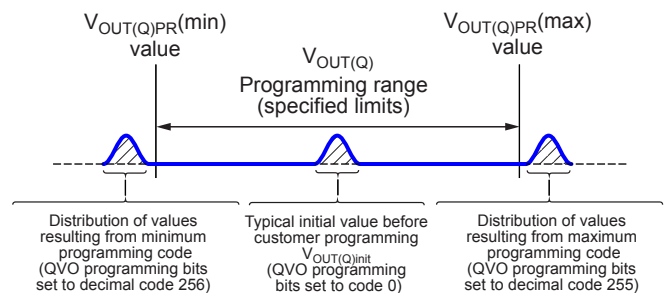 V_OUT(Q)PR(min)
value
V_OUT(Q)PR(max)
value
V_OUT(Q)
Programming range
(specified limits)
Distribution of values
resulting from minimum
programming code
(QVO programming bits
set to decimal code 256)
Typical initial value before
customer programming
V_OUT(Q)init
(QVO programming
bits set to code 0)
Distribution of values
resulting from maximum
programming code
(QVO programming bits
set to decimal code 255)